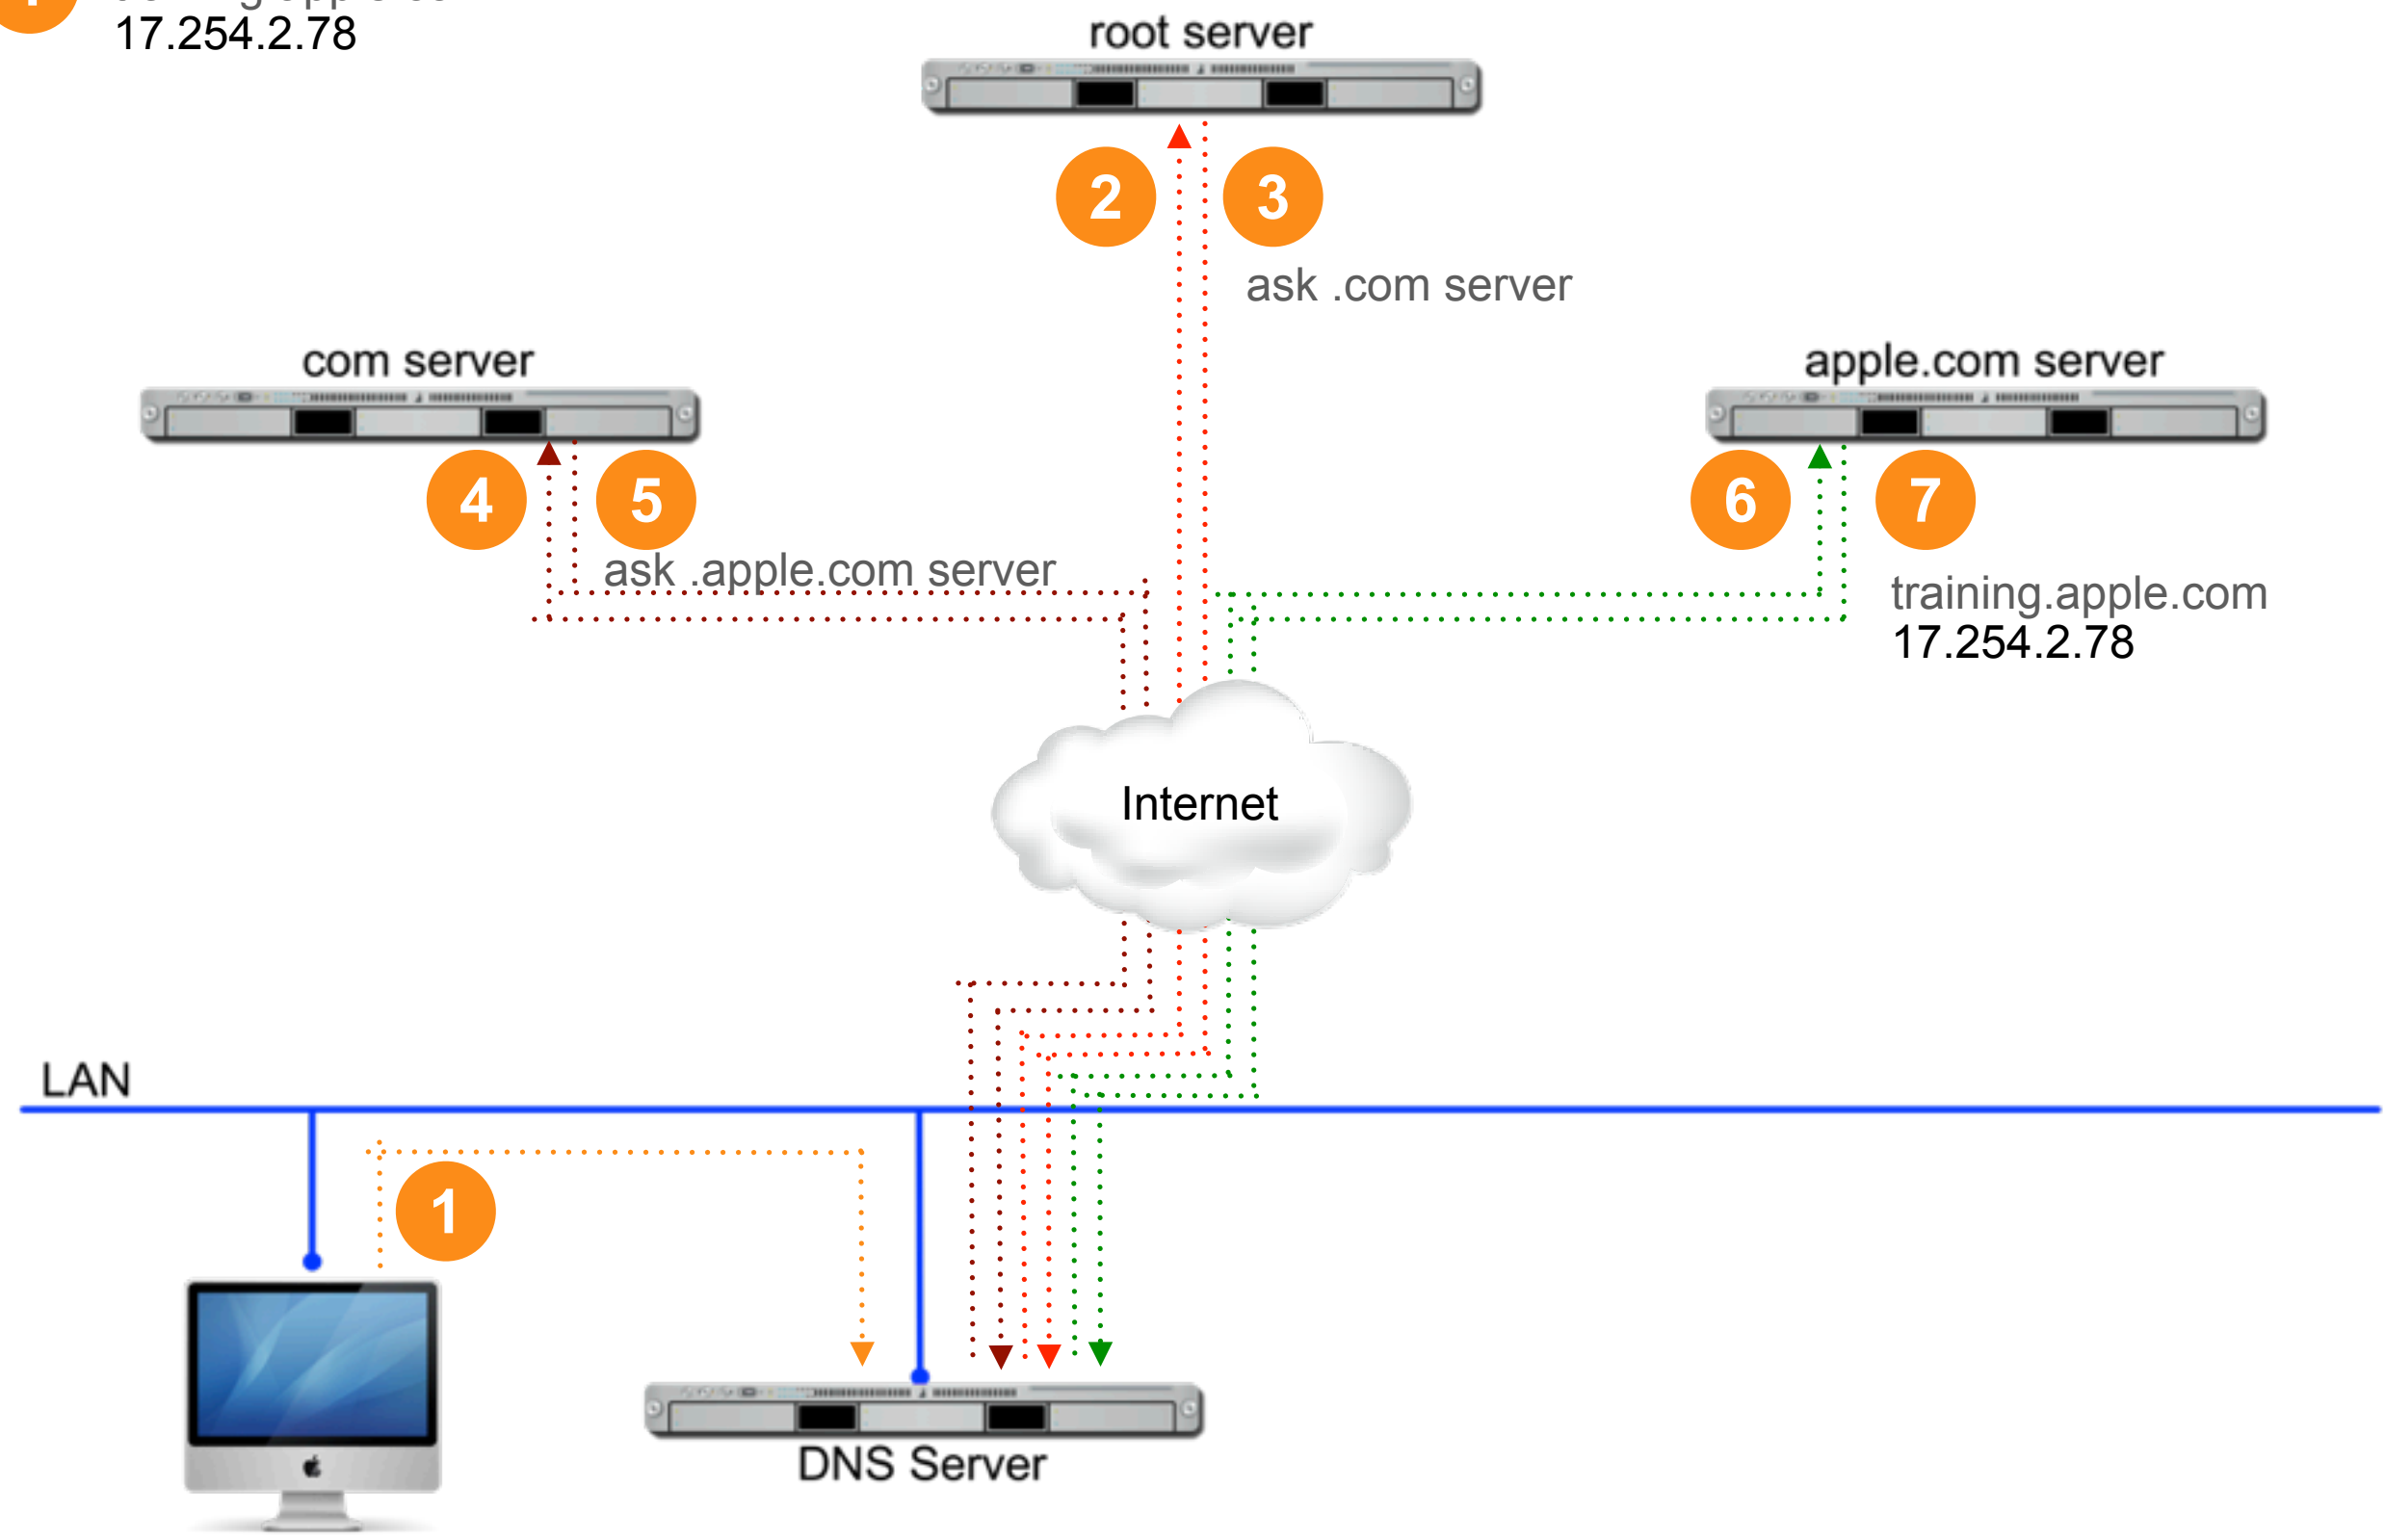 17.254.2.78
root server
2
3
ask .com server
com server
apple.com server
4
5
6
7
ask .apple.com server
training.apple.com
17.254.2.78
Internet
LAN
1
DNS Server